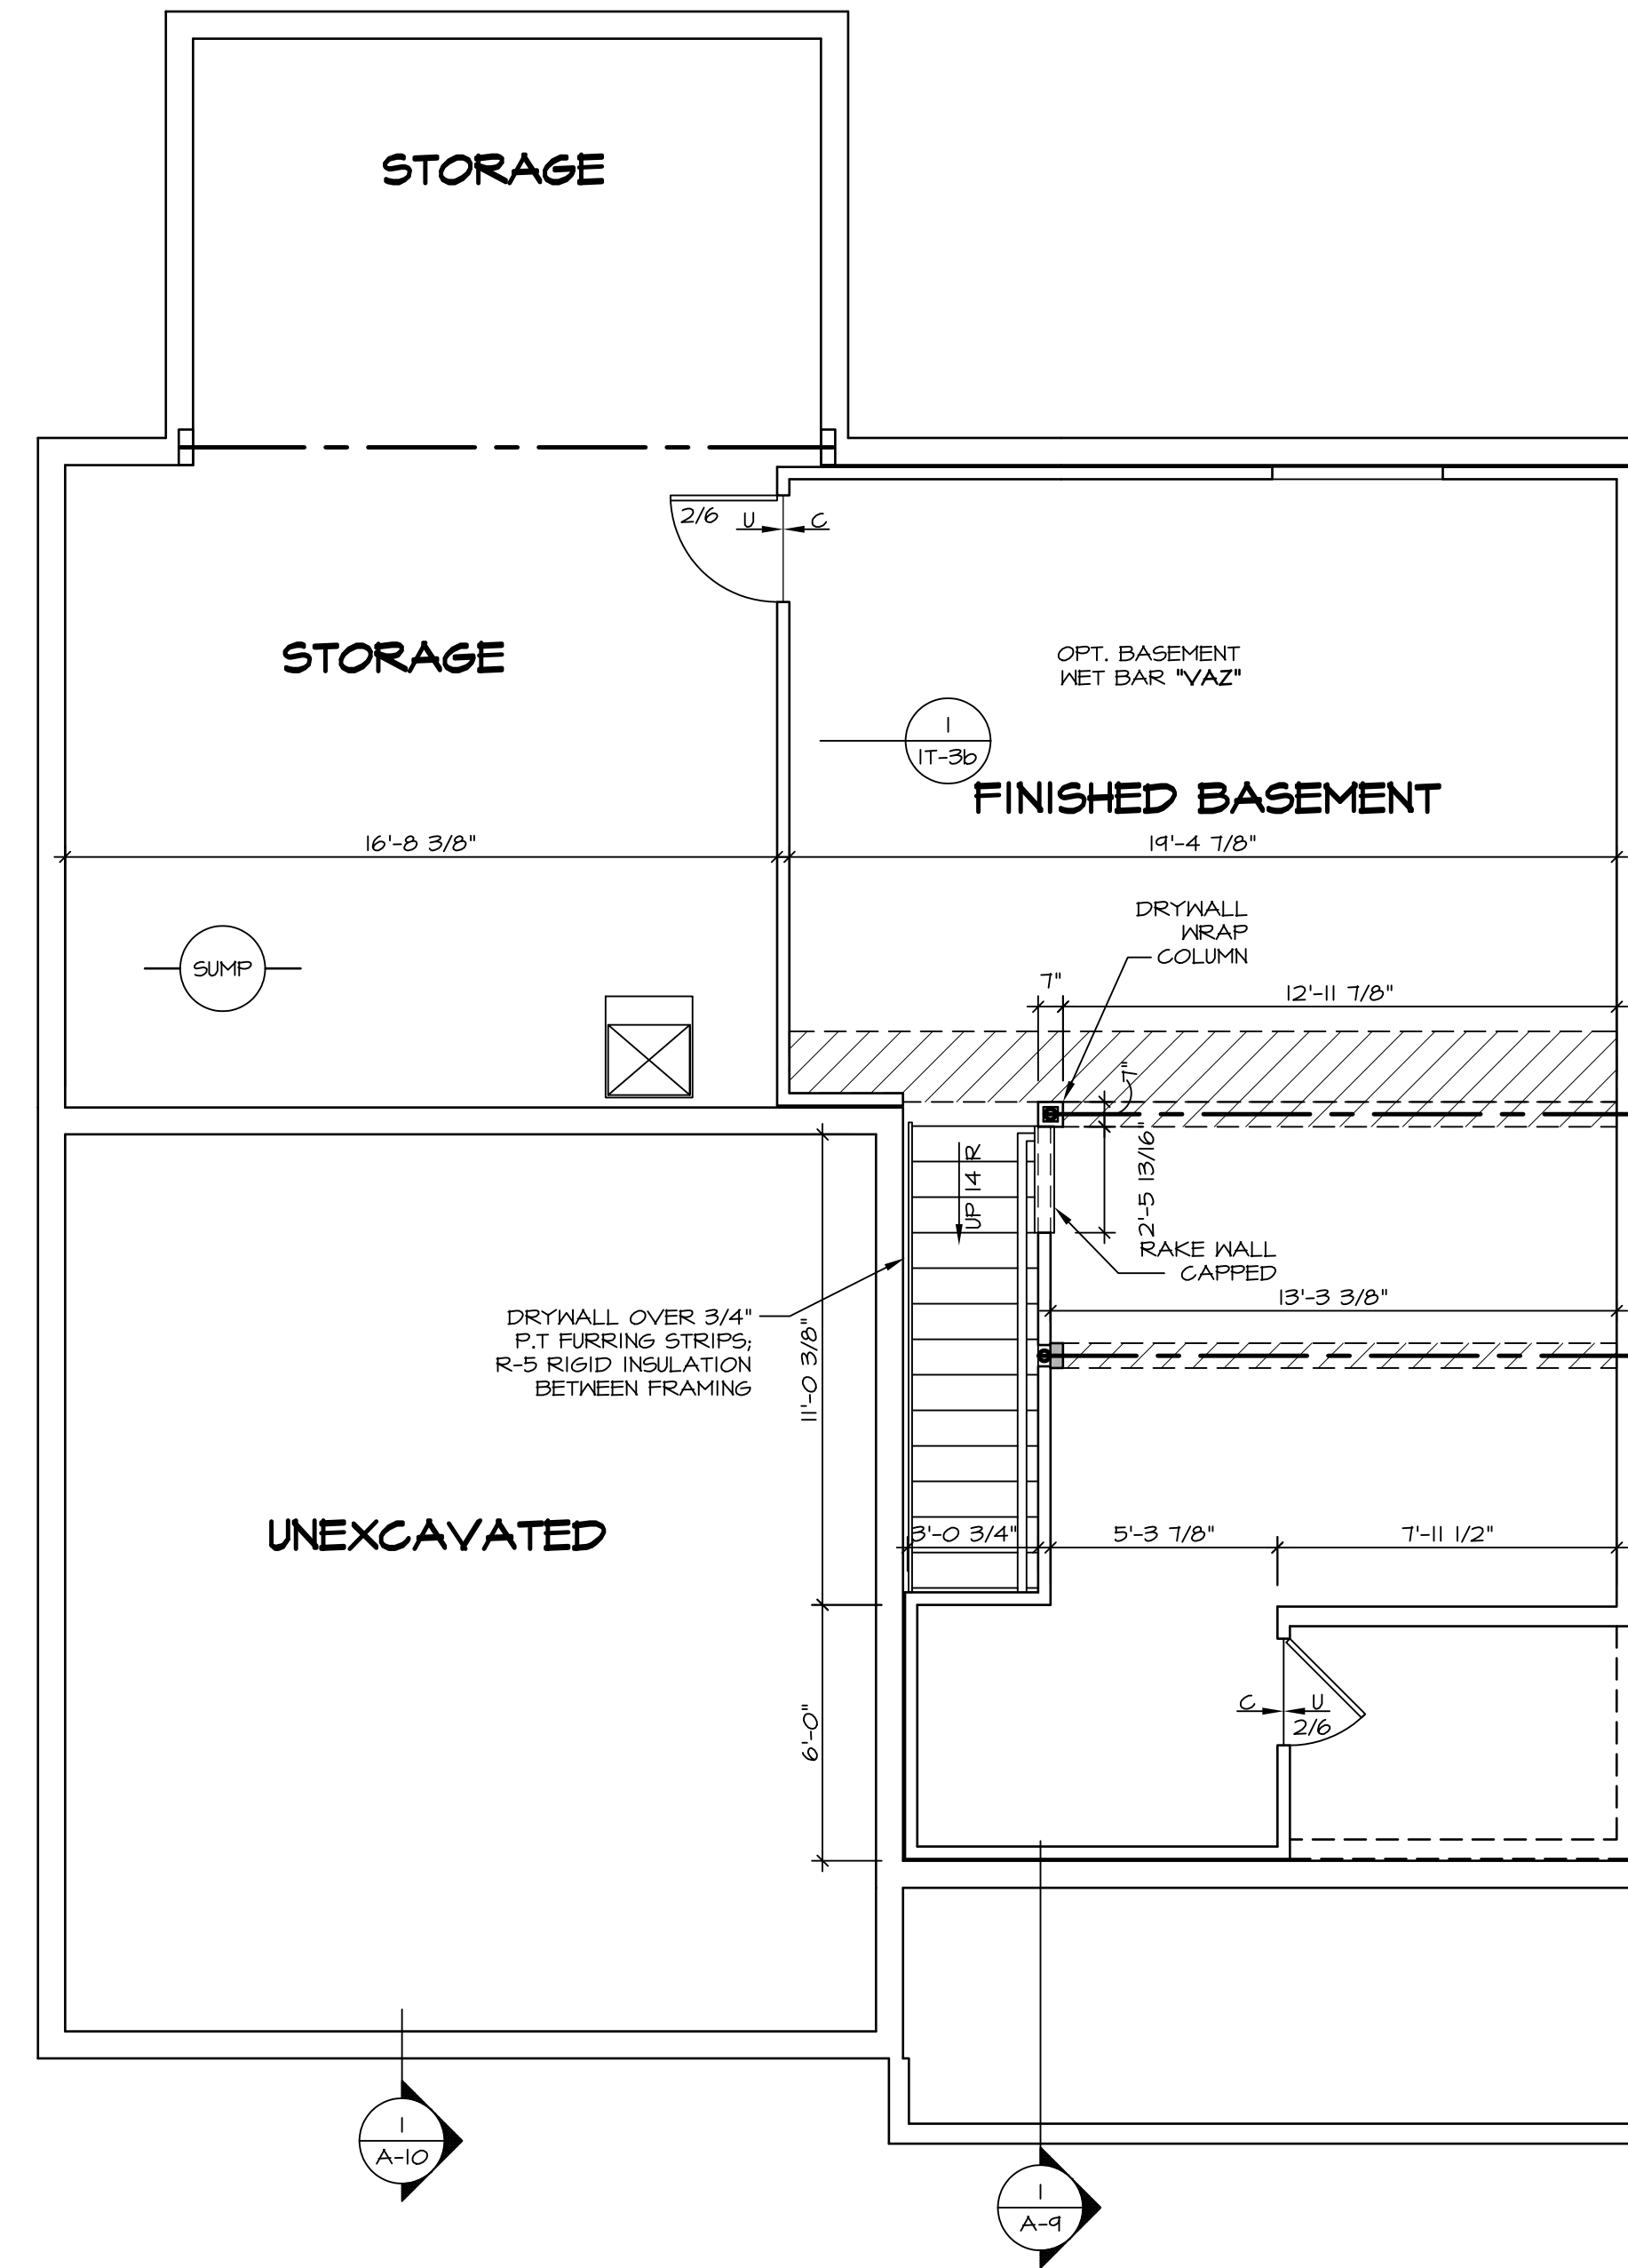 STORAGE
2/6
U
C
STORAGE
OPT. BASEMENT
WET BAR "VAZ"
1
1T-3b
FINISHED BASEMENT
16'-8 3/8"
19'-4 7/8"
DRYWALL
WRAP
COLUMN
SUMP
7"
12'-11 7/8"
7"
UP 14 R
2'-5 13/16"
RAKE WALL
CAPPED
13'-3 3/8"
DRYWALL OVER 3/4"
P.T FURRING STRIPS;
R-5 RIGID INSULATION
BETWEEN FRAMING
11'-0 3/8"
UNEXCAVATED
3'-0 3/4"
5'-3 7/8"
7'-11 1/2"
C
U
2/6
6'-0"
1
A-10
1
A-9